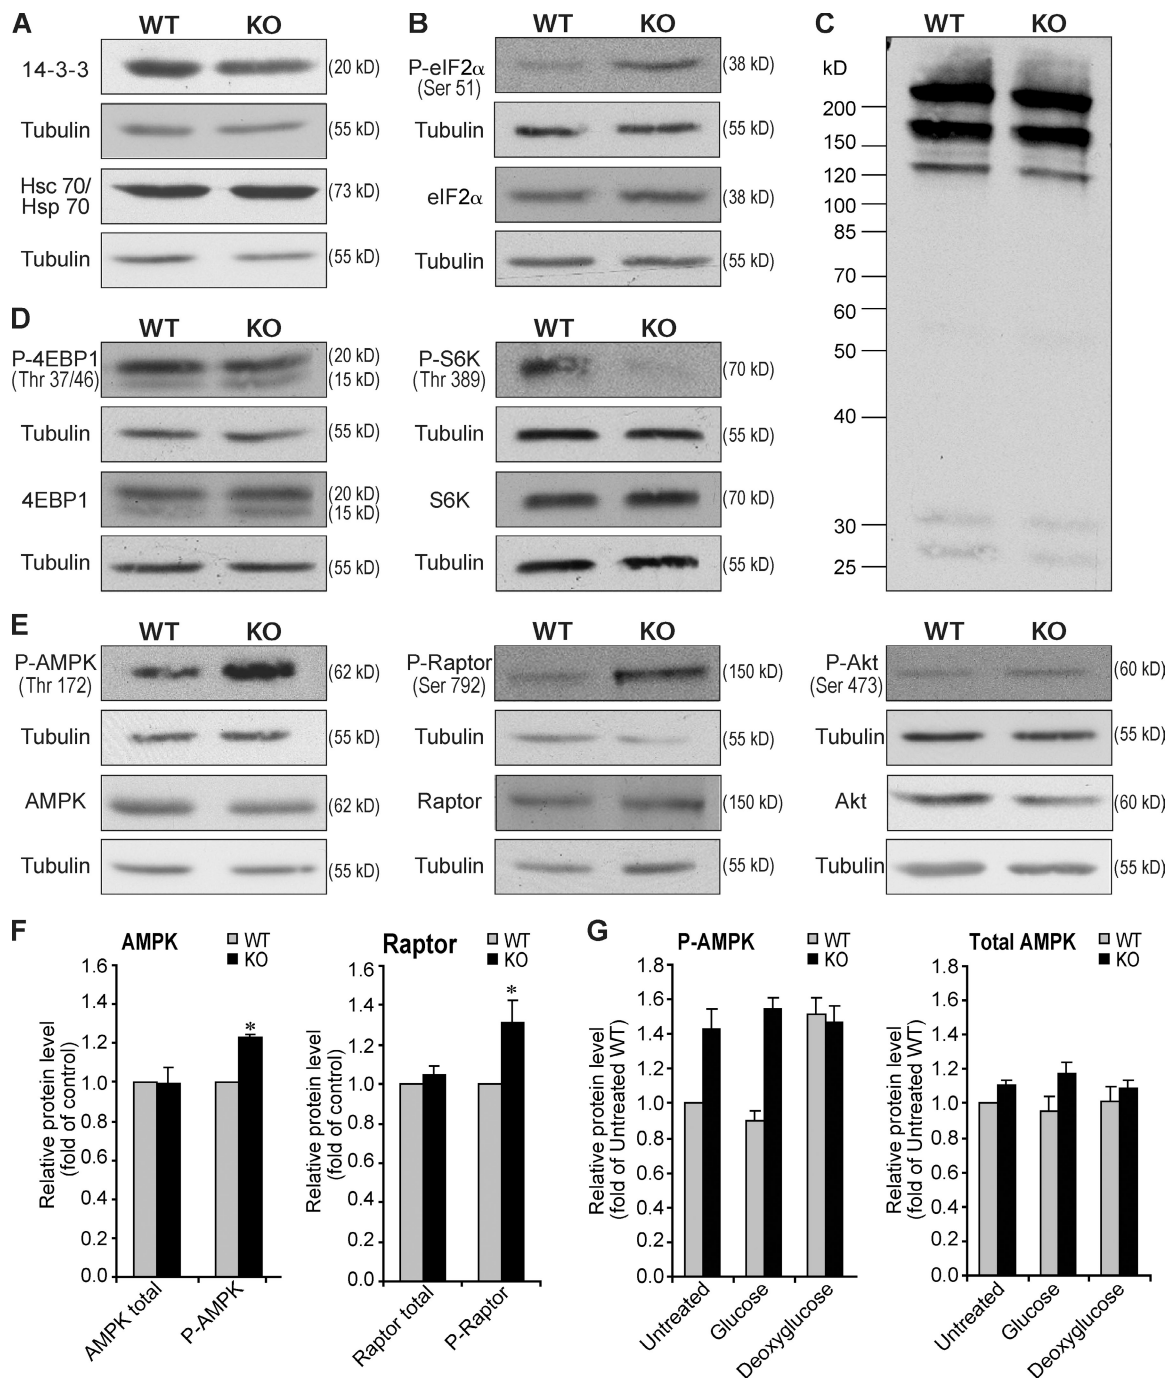 A
WT KO
14-3-3 (20 kD)
Tubulin (55 kD)
Hsc 70/
Hsp 70 (73 kD)
Tubulin (55 kD)
B
WT KO
P-eIF2α
(Ser 51) (38 kD)
Tubulin (55 kD)
eIF2α (38 kD)
Tubulin (55 kD)
C
WT KO
kD
200
150
120
100
85
70
60
50
40
30
25
D
WT KO
P-4EBP1 (20 kD)
(Thr 37/46) (15 kD)
Tubulin (55 kD)
4EBP1 (20 kD)
(15 kD)
Tubulin (55 kD)
WT KO
P-S6K
(Thr 389) (70 kD)
Tubulin (55 kD)
S6K (70 kD)
Tubulin (55 kD)
E
WT KO
P-AMPK
(Thr 172) (62 kD)
Tubulin (55 kD)
AMPK (62 kD)
Tubulin (55 kD)
WT KO
P-Raptor
(Ser 792) (150 kD)
Tubulin (55 kD)
Raptor (150 kD)
Tubulin (55 kD)
WT KO
P-Akt
(Ser 473) (60 kD)
Tubulin (55 kD)
Akt (60 kD)
Tubulin (55 kD)
F
AMPK
WT
KO
Relative protein level
(fold of control)
1.6
1.4
1.2
1.0
0.8
0.6
0.4
0.2
0.0
*
AMPK total
P-AMPK
Raptor
WT
KO
Relative protein level
(fold of control)
1.6
1.4
1.2
1.0
0.8
0.6
0.4
0.2
0.0
*
Raptor total
P-Raptor
G
P-AMPK
WT
KO
Relative protein level
(fold of Untreated WT)
1.8
1.6
1.4
1.2
1.0
0.8
0.6
0.4
0.2
0.0
Untreated
Glucose
Deoxyglucose
Total AMPK
WT
KO
Relative protein level
(fold of Untreated WT)
1.8
1.6
1.4
1.2
1.0
0.8
0.6
0.4
0.2
0.0
Untreated
Glucose
Deoxyglucose